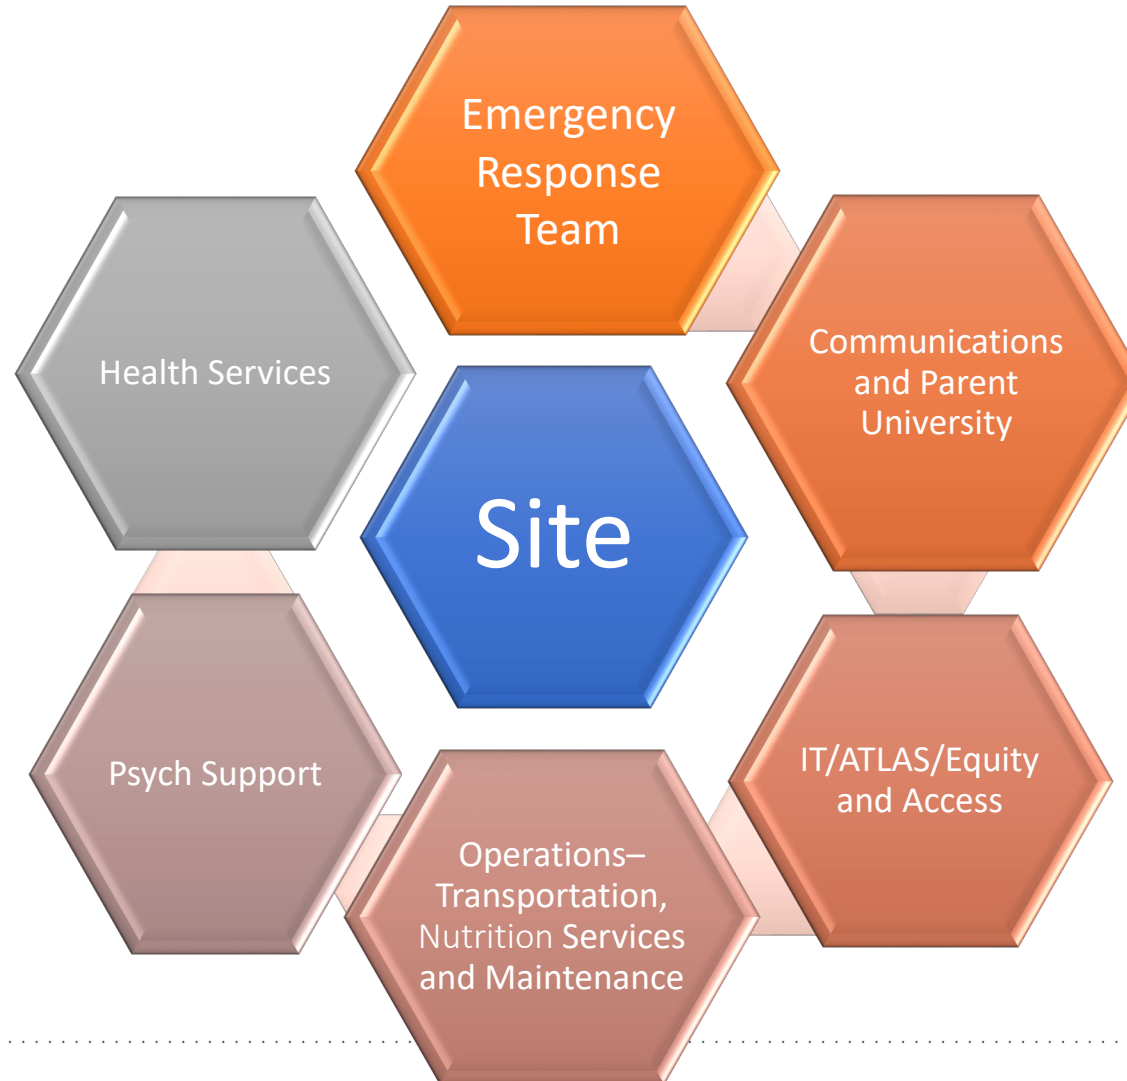 Emergency
Response
Team
Communications
and Parent
University
Health Services
Site
IT/ATLAS/Equity
and Access
Psych Support
Operations–
Transportation,
Nutrition Services
and Maintenance